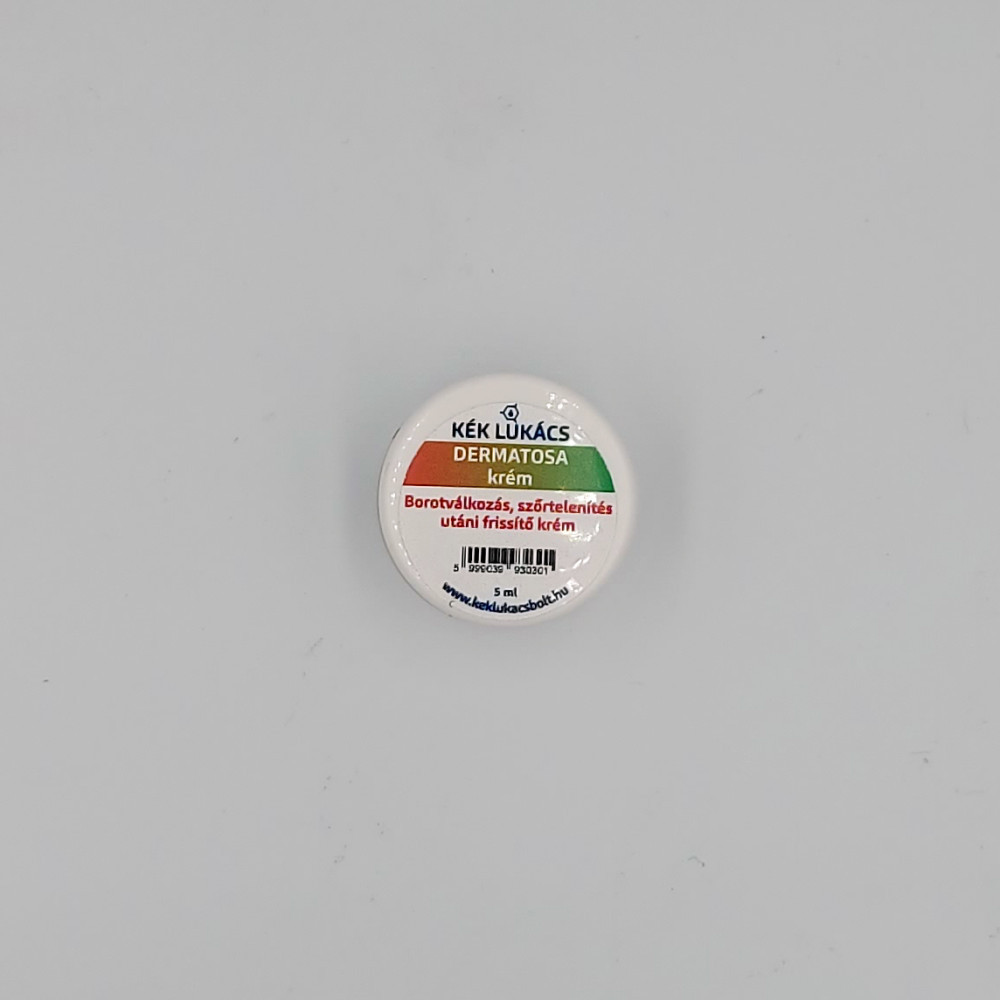 KÉK LUKÁCS
DERMATOSA
krém
Borotválkozás, szőrtelenítés
utáni frissítő krém
5 999039 930301
5 ml
www.keklukacsbolt.hu